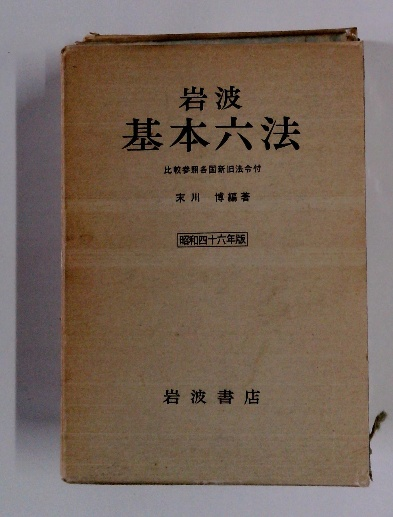 岩波
基本六法
比較参照各国新旧法令付
末川 博編著
昭和四十六年版
岩波書店